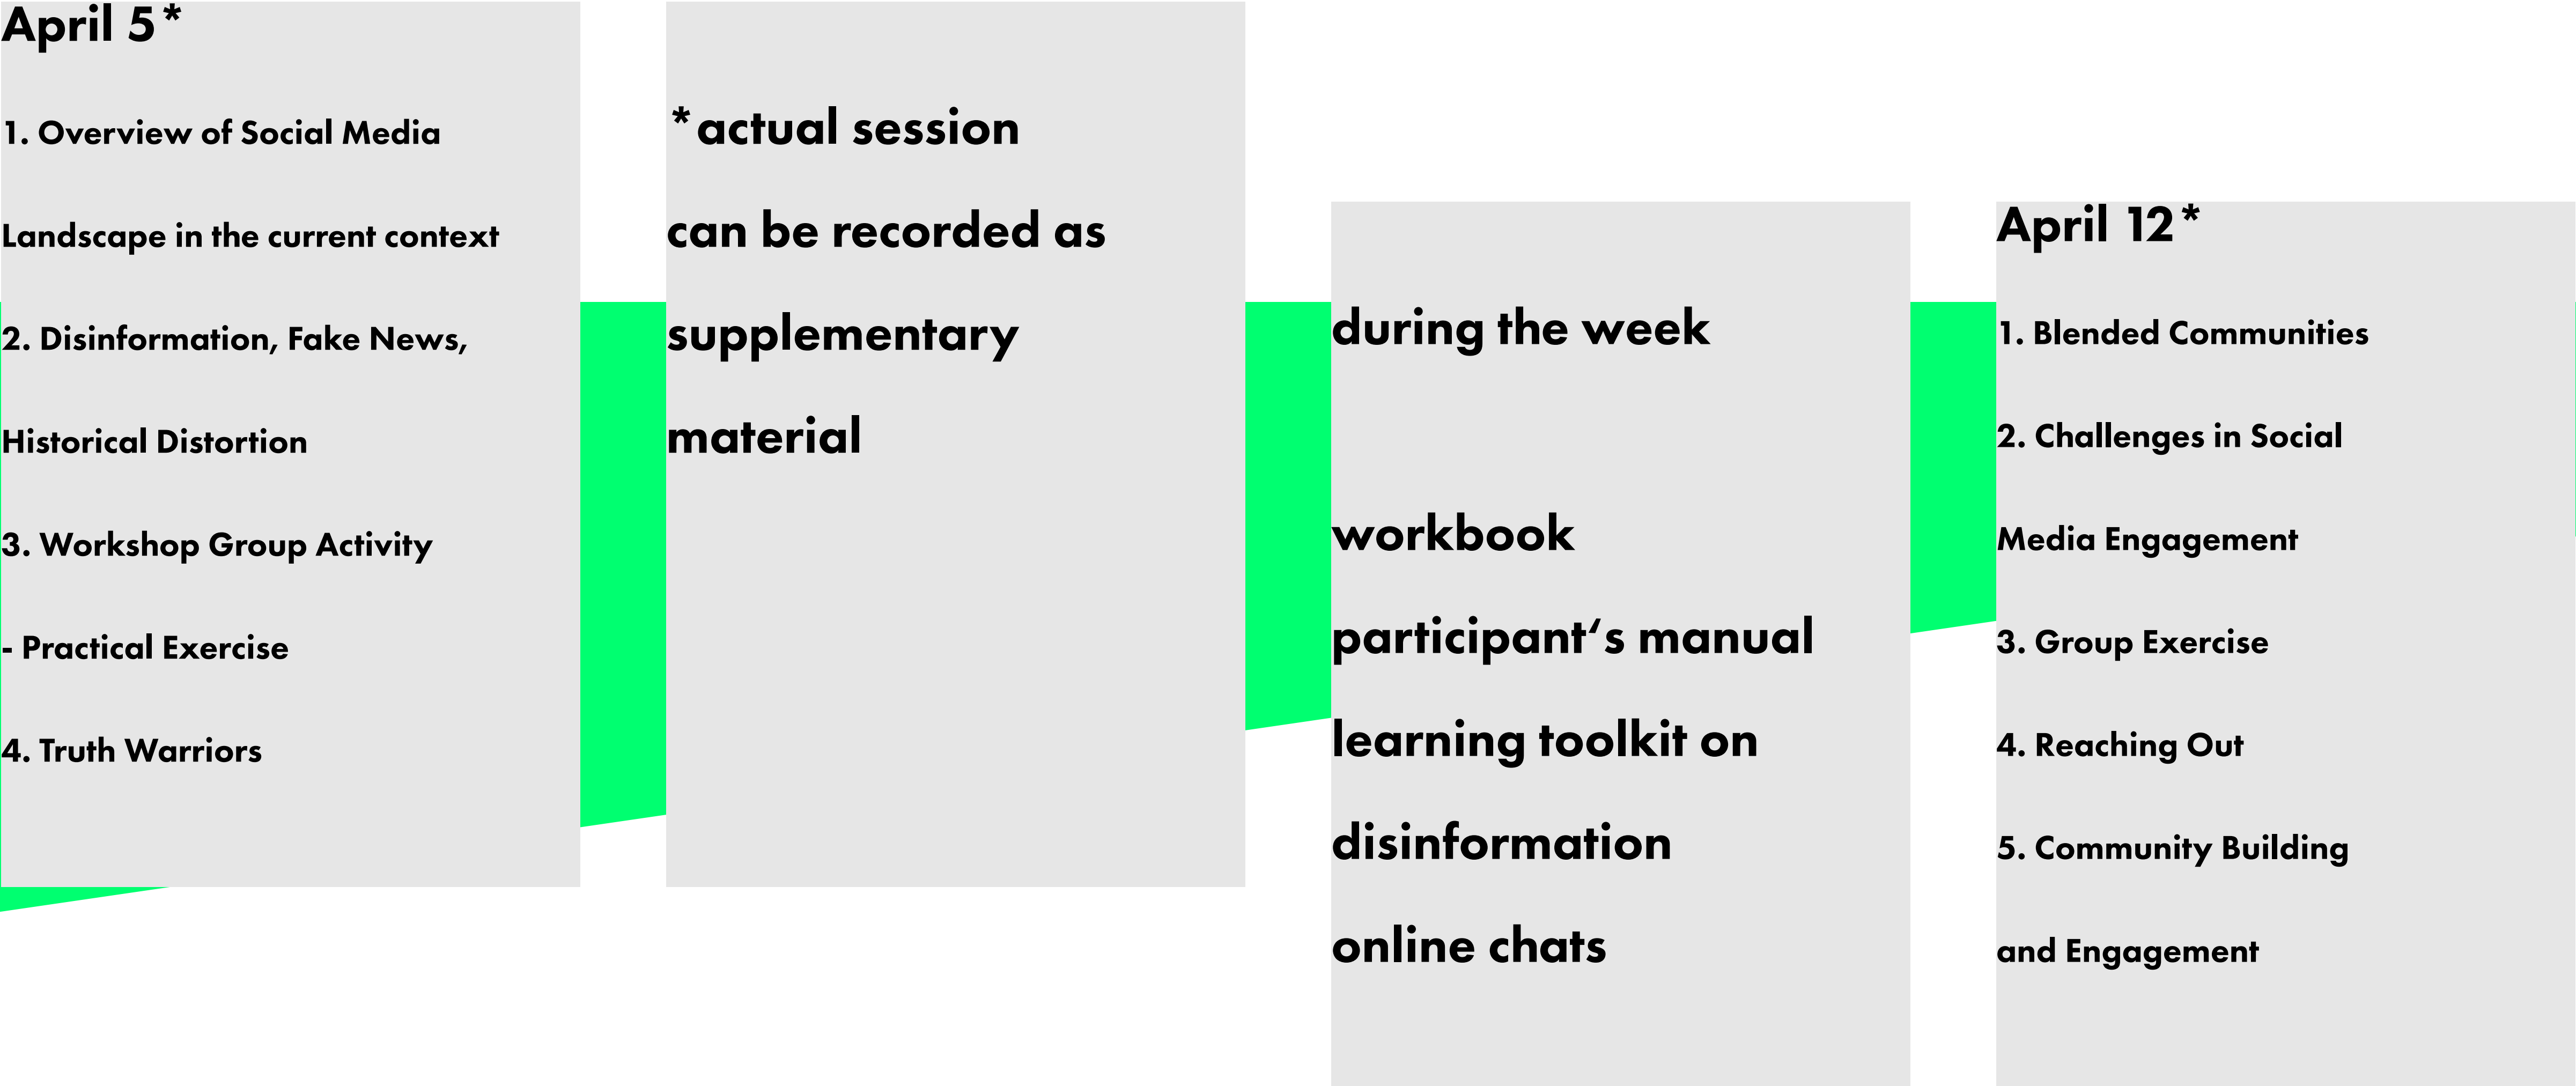 April 5*
1. Overview of Social Media
Landscape in the current context
2. Disinformation, Fake News,
Historical Distortion
3. Workshop Group Activity
- Practical Exercise
4. Truth Warriors
*actual session
can be recorded as
supplementary
material
during the week
workbook
participant‘s manual
learning toolkit on
disinformation
online chats
April 12*
1. Blended Communities
2. Challenges in Social
Media Engagement
3. Group Exercise
4. Reaching Out
5. Community Building
and Engagement